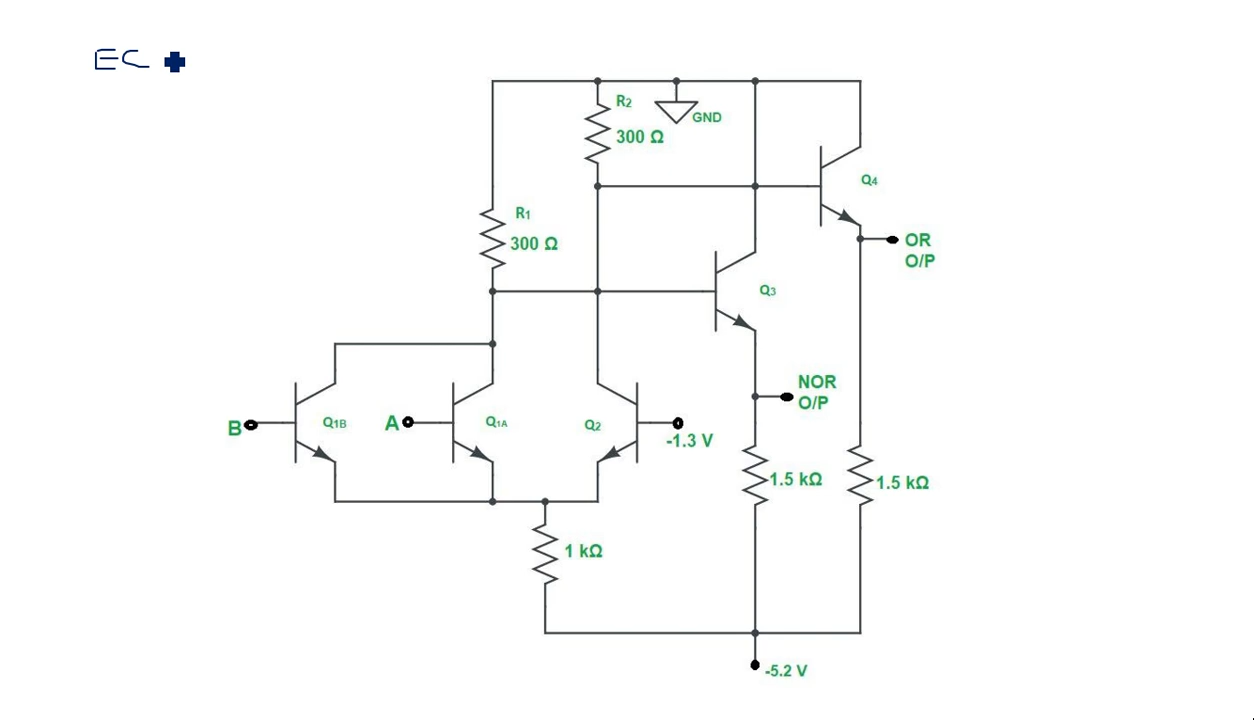 EC
R2
300 Ω
GND
Q4
R1
300 Ω
OR
O/P
Q3
NOR
O/P
B
Q1B
A
Q1A
Q2
-1.3 V
1.5 kΩ
1.5 kΩ
1 kΩ
-5.2 V